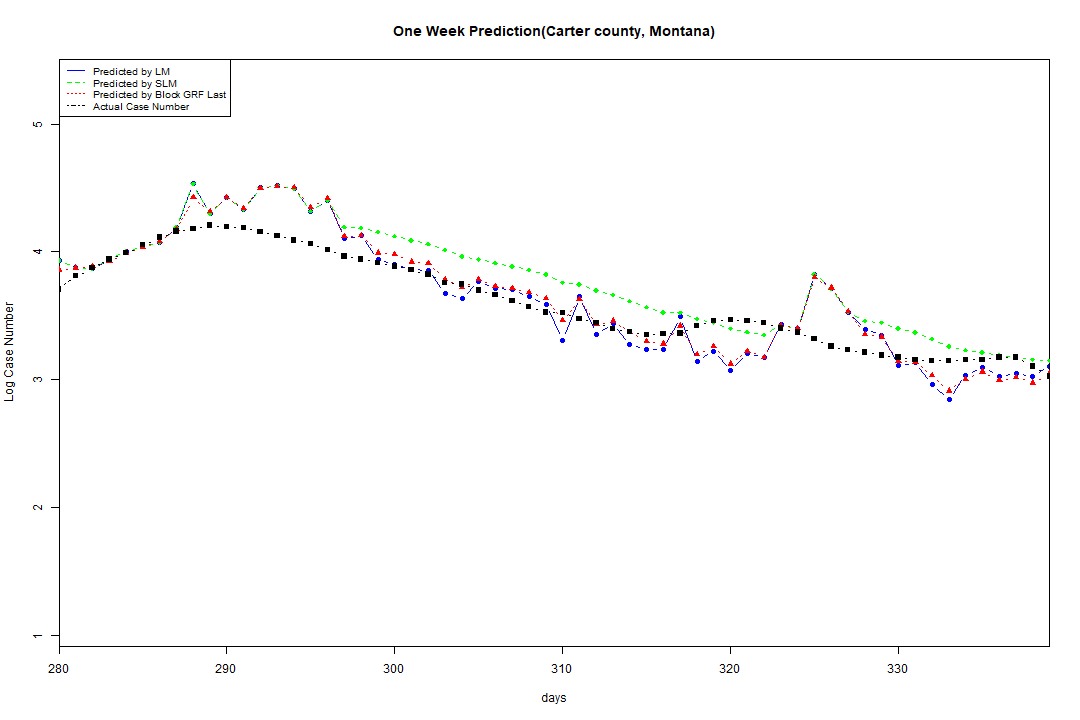 One Week Prediction(Carter county, Montana)
Predicted by LM
Predicted by SLM
Predicted by Block GRF Last
Actual Case Number
5
4
3
2
1
Log Case Number
280 290 300 310 320 330
days